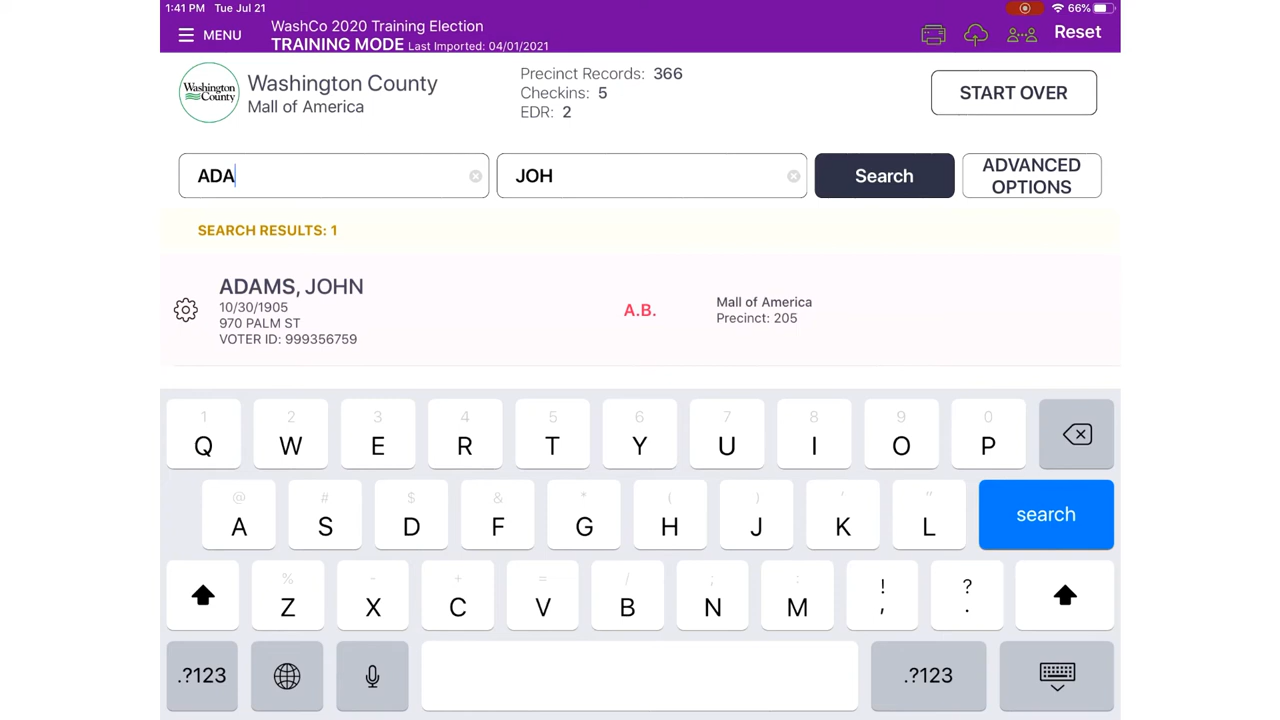 1:41 PM Tue Jul 21
66%
MENU
WashCo 2020 Training Election
TRAINING MODE Last Imported: 04/01/2021
Reset
Washington County
Washington County
Mall of America
Precinct Records: 366
Checkins: 5
EDR: 2
START OVER
ADA
JOH
Search
ADVANCED OPTIONS
SEARCH RESULTS: 1
ADAMS, JOHN
10/30/1905
970 PALM ST
VOTER ID: 999356759
A.B.
Mall of America
Precinct: 205
1 2 3 4 5 6 7 8 9 0
Q W E R T Y U I O P
@ # $ & * ( ) ' "
A S D F G H J K L search
% - + = / ; : ! ?
Z X C V B N M , .
.?123 .?123